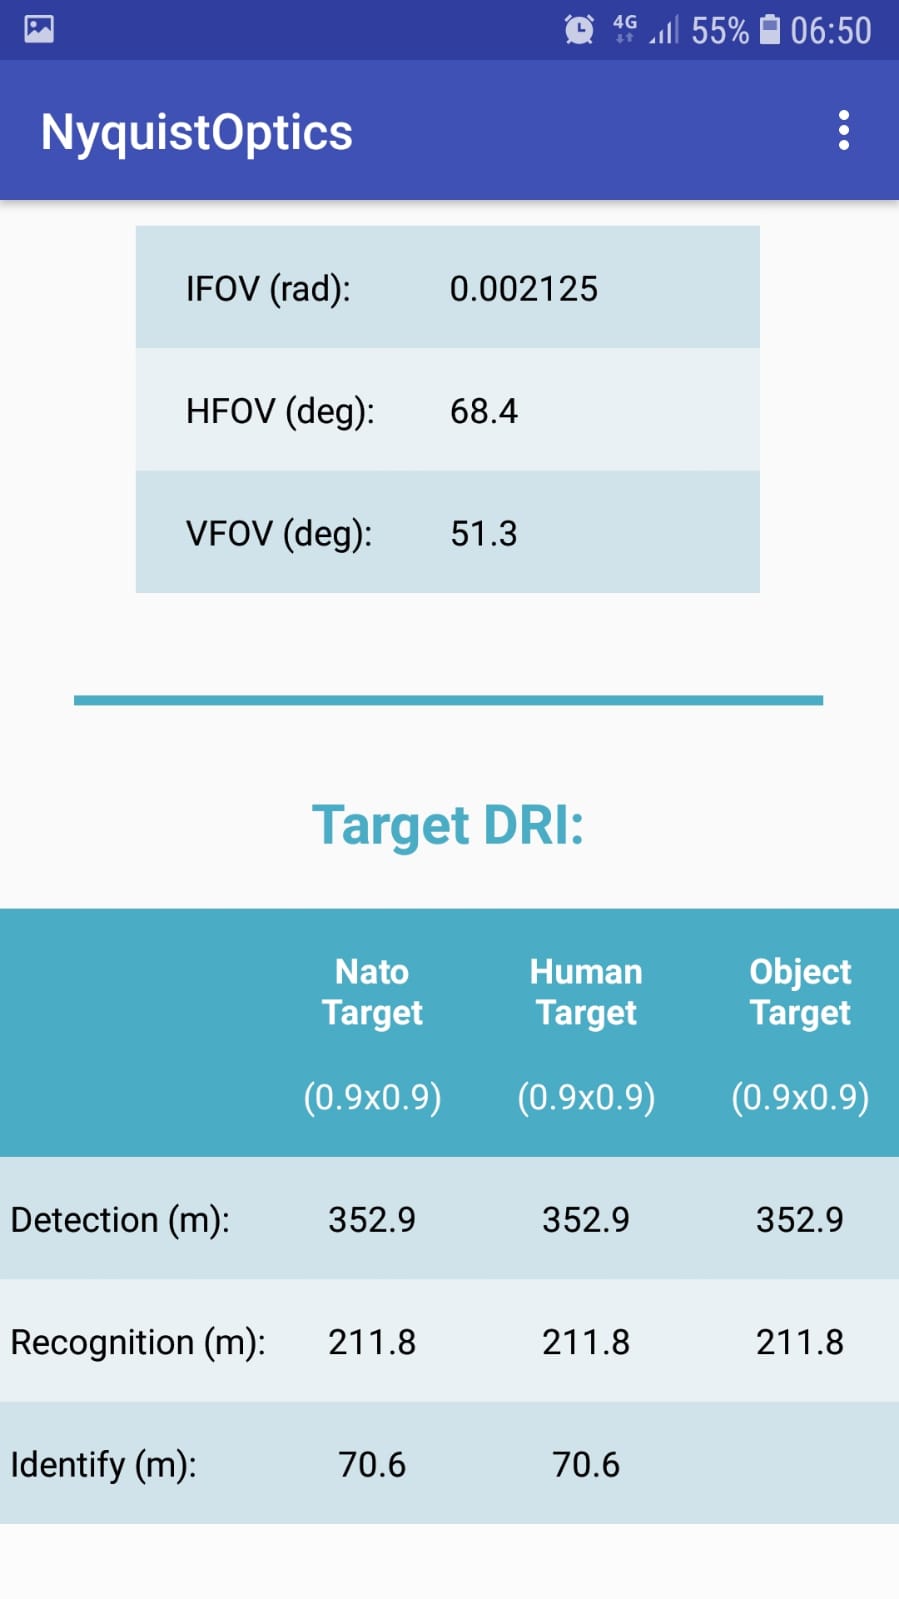 4G 55% 06:50
NyquistOptics
IFOV (rad): 0.002125
HFOV (deg): 68.4
VFOV (deg): 51.3
Target DRI:
Nato Human Object
Target Target Target
(0.9x0.9) (0.9x0.9) (0.9x0.9)
Detection (m): 352.9 352.9 352.9
Recognition (m): 211.8 211.8 211.8
Identify (m): 70.6 70.6